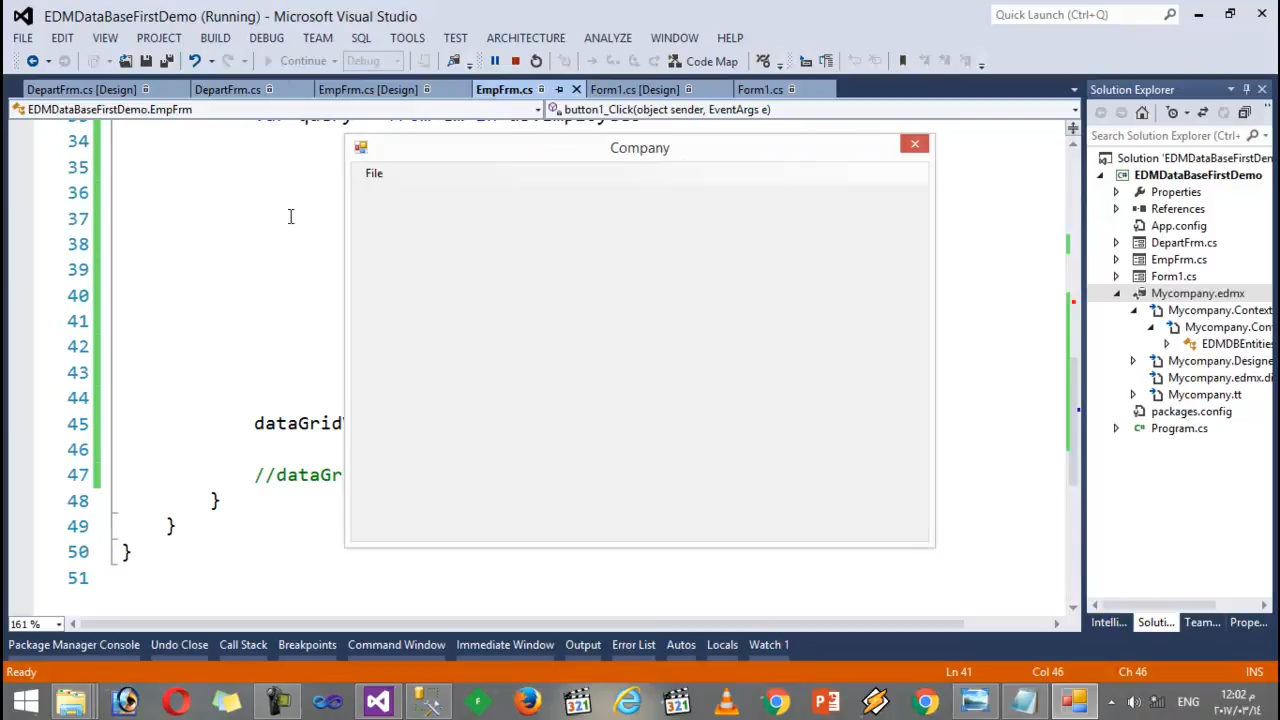 EDMDataBaseFirstDemo (Running) - Microsoft Visual Studio
Quick Launch (Ctrl+Q)
FILE EDIT VIEW PROJECT BUILD DEBUG TEAM SQL TOOLS TEST ARCHITECTURE ANALYZE WINDOW HELP
Continue Debug Code Map
DepartFrm.cs [Design] DepartFrm.cs EmpFrm.cs [Design] EmpFrm.cs Form1.cs [Design] Form1.cs
Solution Explorer
EDMDataBaseFirstDemo.EmpFrm button1_Click(object sender, EventArgs e)
Search Solution Explorer (Ctrl+
Company
File
34
35
36
37
38
39
40
41
42
43
44
45 dataGrid
46
47 //dataGr
48 }
49 }
50 }
51
Solution 'EDMDataBaseFirstDem
EDMDataBaseFirstDemo
Properties
References
App.config
DepartFrm.cs
EmpFrm.cs
Form1.cs
Mycompany.edmx
Mycompany.Context
Mycompany.Con
EDMDBEntitie
Mycompany.Designe
Mycompany.edmx.di
Mycompany.tt
packages.config
Program.cs
161 %
Intelli... Soluti... Team... Prope...
Package Manager Console Undo Close Call Stack Breakpoints Command Window Immediate Window Output Error List Autos Locals Watch 1
Ready Ln 41 Col 46 Ch 46 INS
321 321
ENG
12:02 م
٢٠١٧/٠٣/١٤